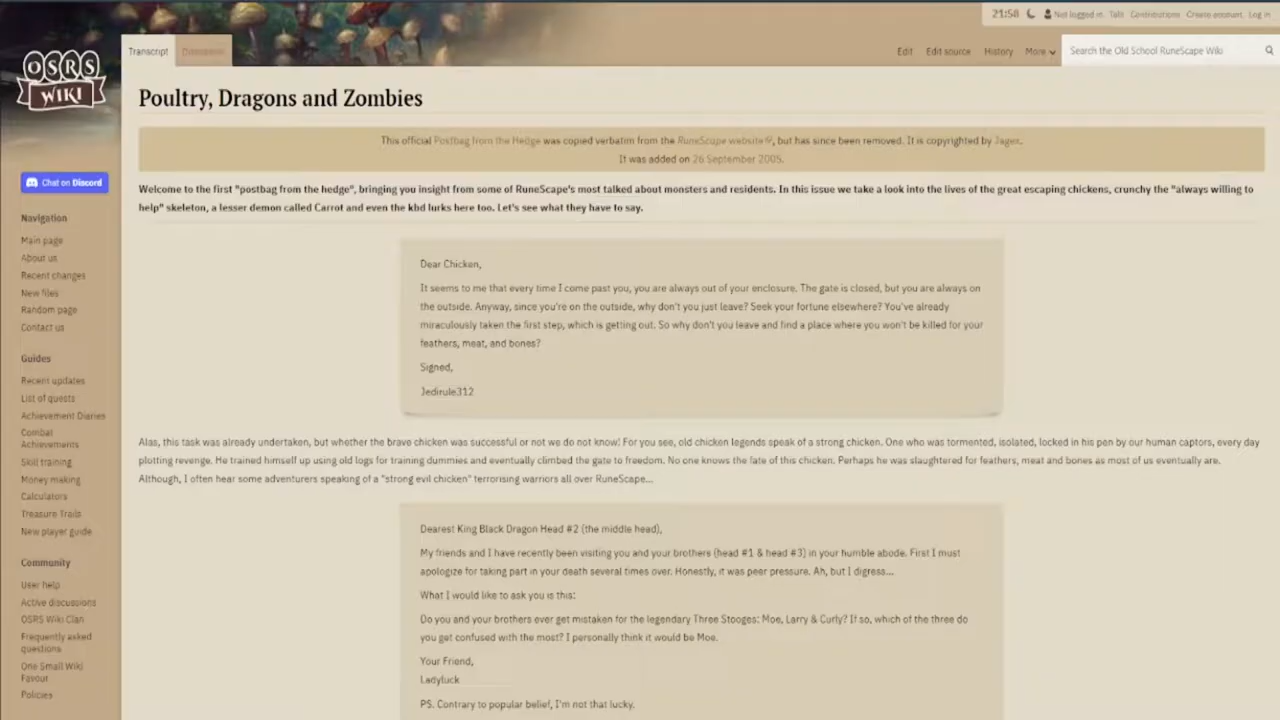 21:58 Not logged in Talk Contributions Create account Log in
OSRS
WIKI
Transcript Discussion Edit Edit source History More Search the Old School RuneScape Wiki
Poultry, Dragons and Zombies
This official Postbag from the Hedge was copied verbatim from the RuneScape website, but has since been removed. It is copyrighted by Jagex.
It was added on 26 September 2005.
Chat on Discord
Welcome to the first "postbag from the hedge", bringing you insight from some of RuneScape's most talked about monsters and residents. In this issue we take a look into the lives of the great escaping chickens, crunchy the "always willing to
help" skeleton, a lesser demon called Carrot and even the kbd lurks here too. Let's see what they have to say.
Navigation
Main page
About us
Recent changes
New files
Random page
Contact us
Guides
Recent updates
List of quests
Achievement Diaries
Combat
Achievements
Skill training
Money making
Calculators
Treasure Trails
New player guide
Community
User help
Active discussions
OSRS Wiki Clan
Frequently asked
questions
One Small Wiki
Favour
Policies
Dear Chicken,
It seems to me that every time I come past you, you are always out of your enclosure. The gate is closed, but you are always on
the outside. Anyway, since you're on the outside, why don't you just leave? Seek your fortune elsewhere? You've already
miraculously taken the first step, which is getting out. So why don't you leave and find a place where you won't be killed for your
feathers, meat, and bones?
Signed,
Jedirule312
Alas, this task was already undertaken, but whether the brave chicken was successful or not we do not know! For you see, old chicken legends speak of a strong chicken. One who was tormented, isolated, locked in his pen by our human captors, every day
plotting revenge. He trained himself up using old logs for training dummies and eventually climbed the gate to freedom. No one knows the fate of this chicken. Perhaps he was slaughtered for feathers, meat and bones as most of us eventually are.
Although, I often hear some adventurers speaking of a "strong evil chicken" terrorising warriors all over RuneScape...
Dearest King Black Dragon Head #2 (the middle head),
My friends and I have recently been visiting you and your brothers (head #1 & head #3) in your humble abode. First I must
apologize for taking part in your death several times over. Honestly, it was peer pressure. Ah, but I digress...
What I would like to ask you is this:
Do you and your brothers ever get mistaken for the legendary Three Stooges: Moe, Larry & Curly? If so, which of the three do
you get confused with the most? I personally think it would be Moe.
Your Friend,
Ladyluck
PS. Contrary to popular belief, I'm not that lucky.